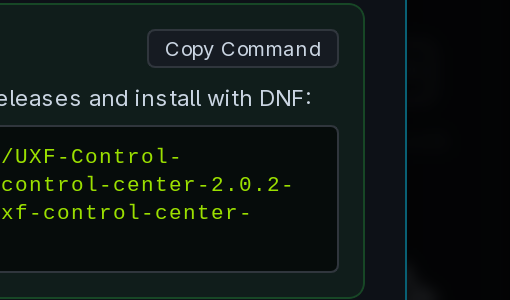 Copy Command
eleases and install with DNF:
/UXF-Control-
control-center-2.0.2-
xf-control-center-